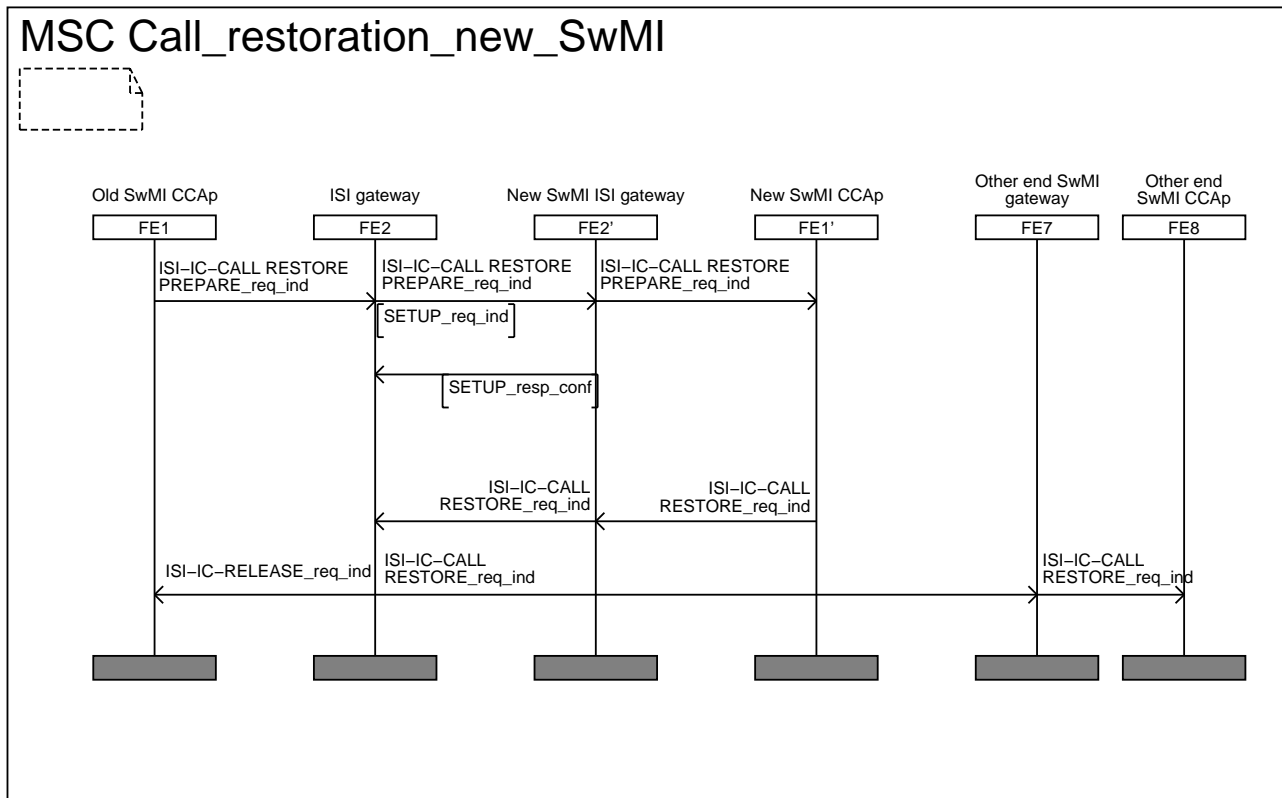 MSC Call_restoration_new_SwMI
Old SwMI CCAp
ISI gateway
New SwMI ISI gateway
New SwMI CCAp
Other end SwMI
gateway
Other end
SwMI CCAp
FE1
FE2
FE2'
FE1'
FE7
FE8
ISI–IC–CALL RESTORE
PREPARE_req_ind
ISI–IC–CALL RESTORE
PREPARE_req_ind
ISI–IC–CALL RESTORE
PREPARE_req_ind
SETUP_req_ind
SETUP_resp_conf
ISI–IC–CALL
RESTORE_req_ind
ISI–IC–CALL
RESTORE_req_ind
ISI–IC–RELEASE_req_ind
ISI–IC–CALL
RESTORE_req_ind
ISI–IC–CALL
RESTORE_req_ind